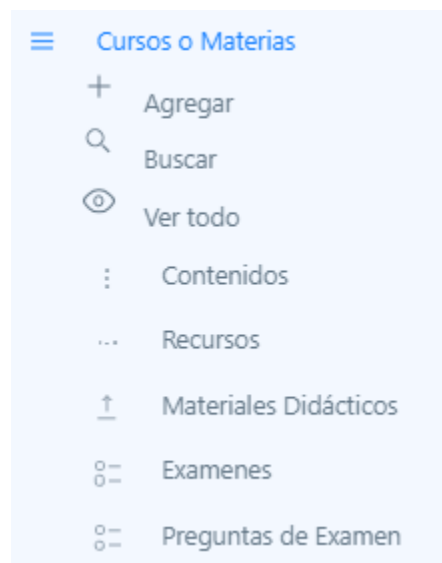 Cursos o Materias
Agregar
Buscar
Ver todo
Contenidos
Recursos
Materiales Didácticos
Examenes
Preguntas de Examen